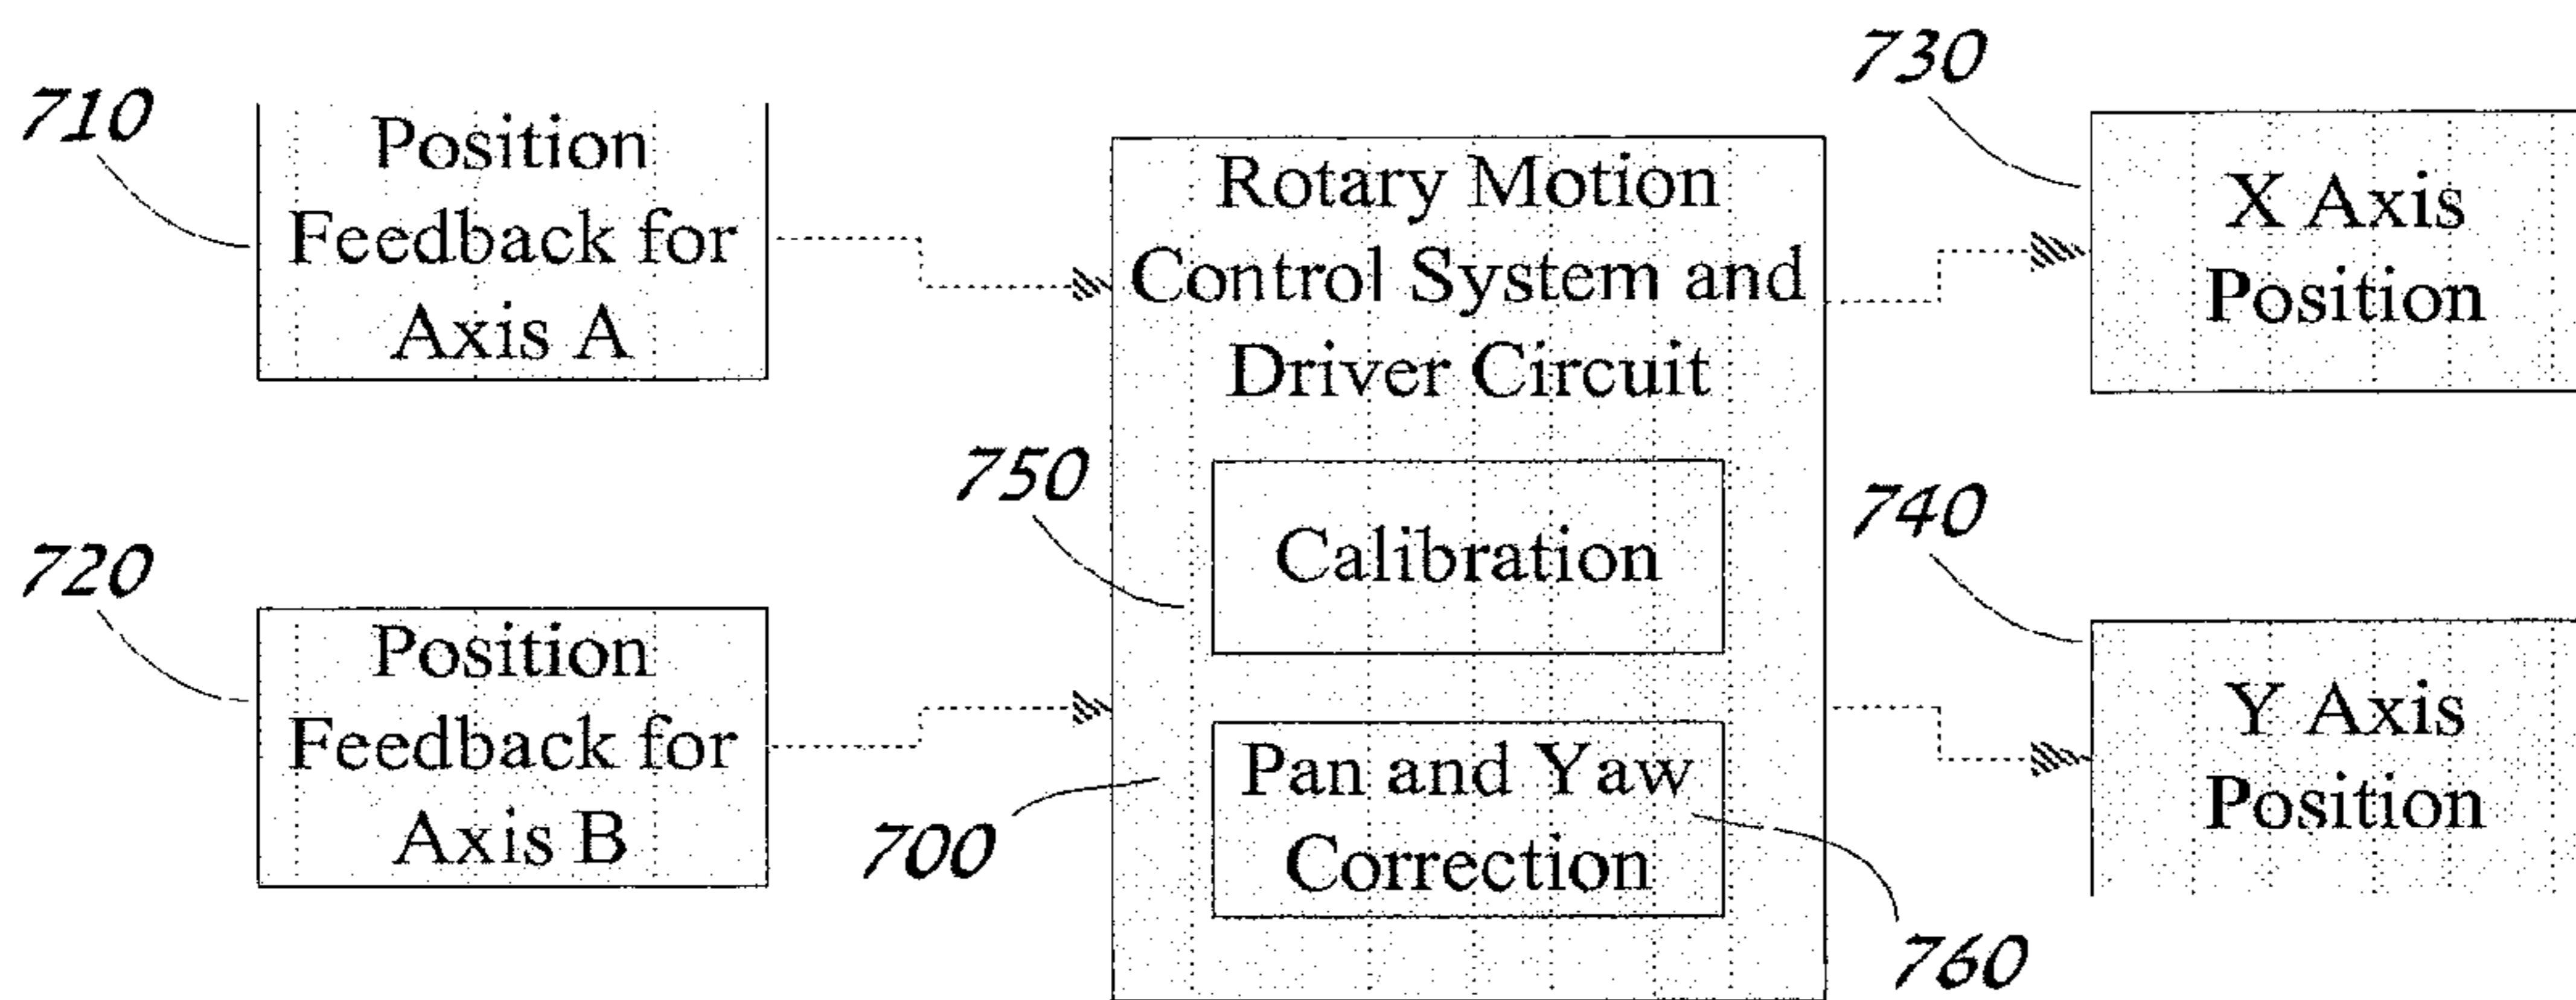 710
Position
Feedback for
Axis A
720
Position
Feedback for
Axis B
Rotary Motion
Control System and
Driver Circuit
750
Calibration
700
Pan and Yaw
Correction
760
730
X Axis
Position
740
Y Axis
Position